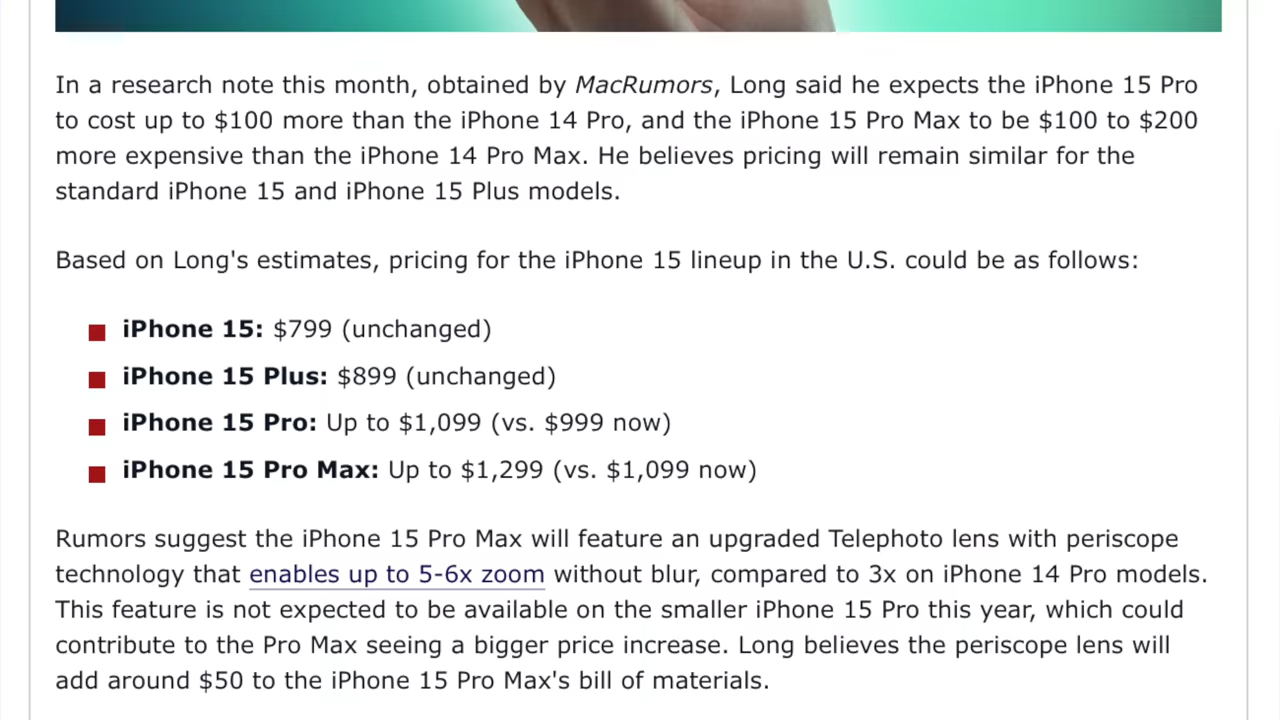 In a research note this month, obtained by MacRumors, Long said he expects the iPhone 15 Pro
to cost up to $100 more than the iPhone 14 Pro, and the iPhone 15 Pro Max to be $100 to $200
more expensive than the iPhone 14 Pro Max. He believes pricing will remain similar for the
standard iPhone 15 and iPhone 15 Plus models.
Based on Long's estimates, pricing for the iPhone 15 lineup in the U.S. could be as follows:
iPhone 15: $799 (unchanged)
iPhone 15 Plus: $899 (unchanged)
iPhone 15 Pro: Up to $1,099 (vs. $999 now)
iPhone 15 Pro Max: Up to $1,299 (vs. $1,099 now)
Rumors suggest the iPhone 15 Pro Max will feature an upgraded Telephoto lens with periscope
technology that enables up to 5-6x zoom without blur, compared to 3x on iPhone 14 Pro models.
This feature is not expected to be available on the smaller iPhone 15 Pro this year, which could
contribute to the Pro Max seeing a bigger price increase. Long believes the periscope lens will
add around $50 to the iPhone 15 Pro Max's bill of materials.